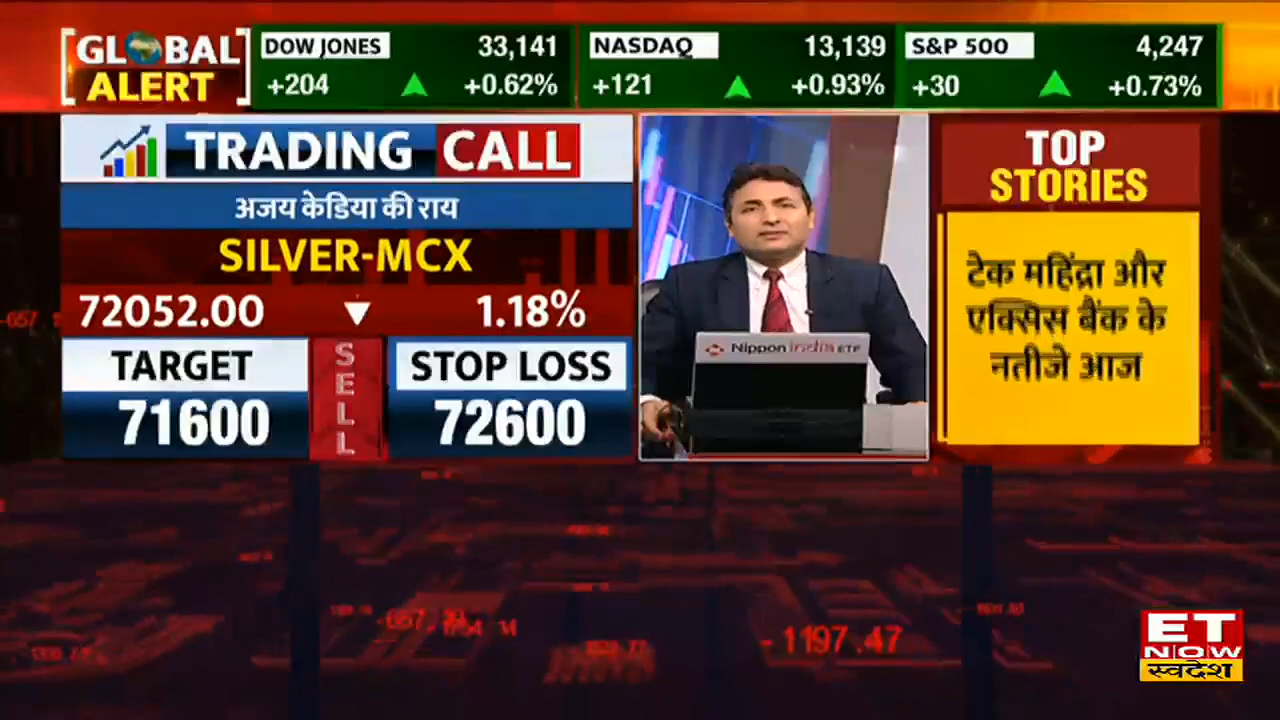 GLOBAL
ALERT
DOW JONES 33,141
+204 +0.62%
NASDAQ 13,139
+121 +0.93%
S&P 500 4,247
+30 +0.73%
TRADING CALL
अजय केडिया की राय
SILVER-MCX
72052.00 ▼ 1.18%
TARGET
71600
SELL
STOP LOSS
72600
Nippon india ETF
TOP
STORIES
टेक महिंद्रा और
एक्सिस बैंक के
नतीजे आज
-1197.47
ET
NOW
स्वदेश